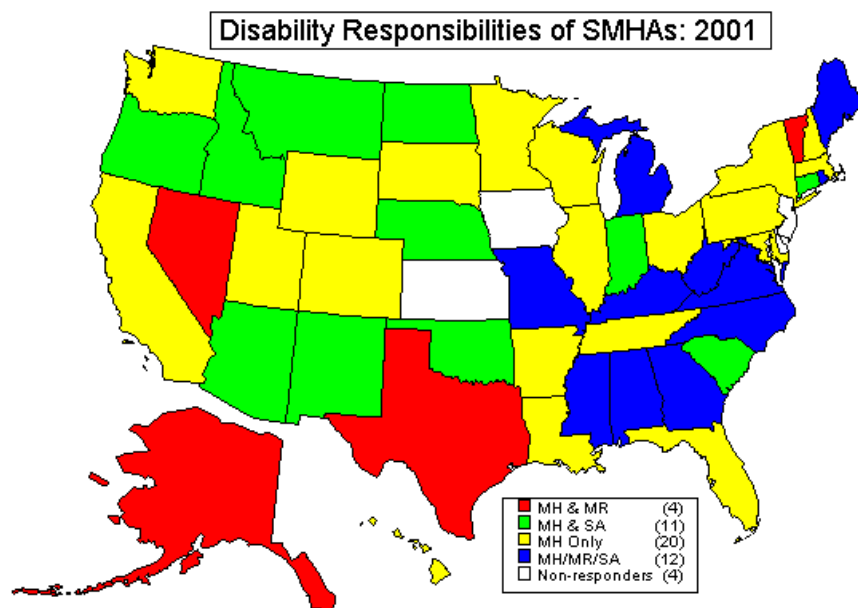 Disability Responsibilities of SMHAs: 2001
MH & MR (4)
MH & SA (11)
MH Only (20)
MH/MR/SA (12)
Non-responders (4)